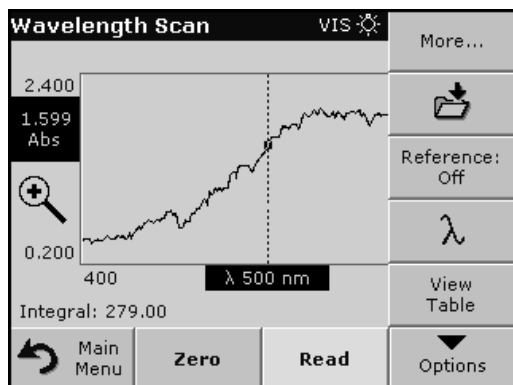 Wavelength Scan
VIS
More...
2.400
1.599
Abs
Reference:
Off
λ
0.200
400
λ 500 nm
View
Table
Integral: 279.00
Main
Menu
Zero
Read
Options